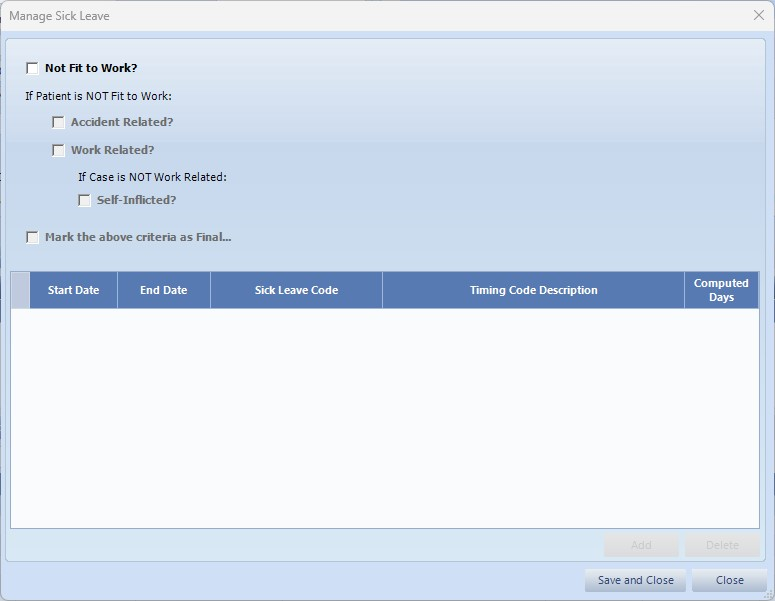 Manage Sick Leave
Not Fit to Work?
If Patient is NOT Fit to Work:
Accident Related?
Work Related?
If Case is NOT Work Related:
Self-Inflicted?
Mark the above criteria as Final...
Start Date End Date Sick Leave Code Timing Code Description Computed Days
Add Delete
Save and Close Close